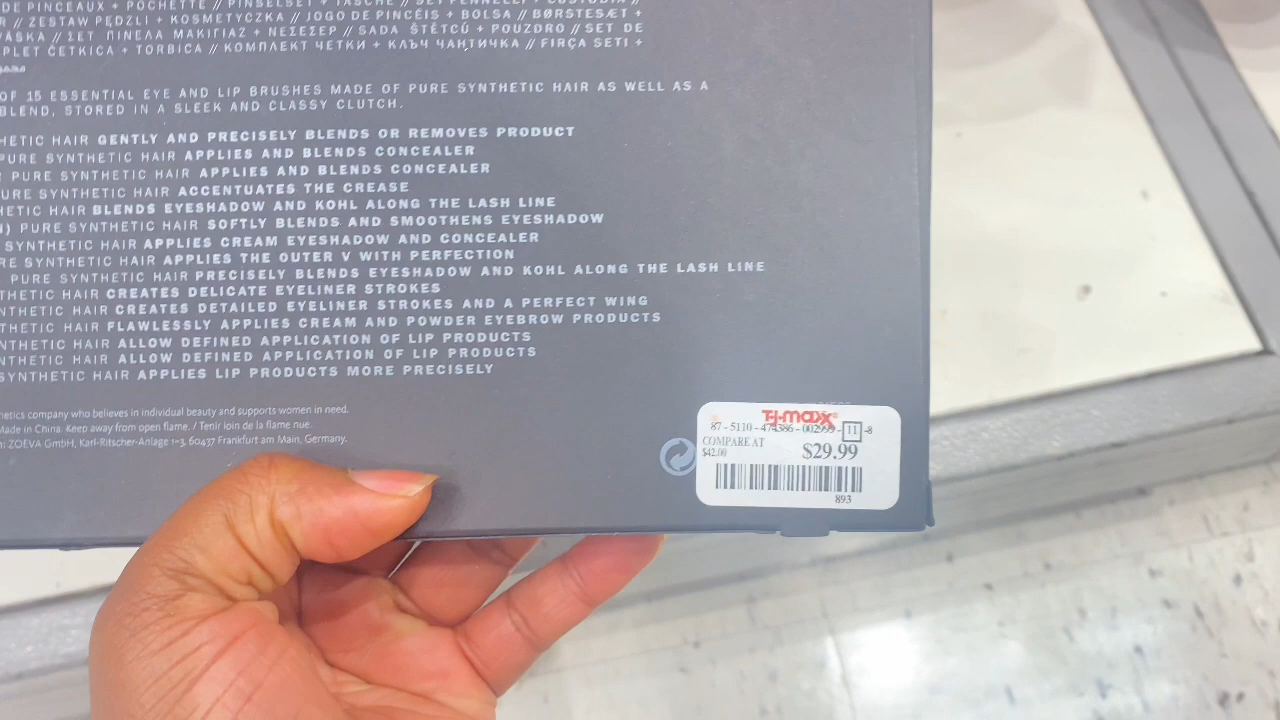 DE PINCEAUX + POCHETTE // PINSELSET + TASCHE // SET PENNELLI + CUSTODIA //
// ZESTAW PĘDZLI + KOSMETYCZKA // JOGO DE PINCÉIS + BOLSA // BØRSTESÆT +
VÄSKA // ΣΕΤ ΠΙΝΕΛΑ ΜΑΚΙΓΙΑΖ + ΝΕΣΕΣΕΡ // SADA ŠTĚTCŮ + POUZDRO // SET DE
PLET ČETKICA + TORBICA // КОМПЛЕКТ ЧЕТКИ + КЛЪЧ ЧАНТИЧКА // FIRÇA SETI +
OF 15 ESSENTIAL EYE AND LIP BRUSHES MADE OF PURE SYNTHETIC HAIR AS WELL AS A
BLEND, STORED IN A SLEEK AND CLASSY CLUTCH.
HETIC HAIR GENTLY AND PRECISELY BLENDS OR REMOVES PRODUCT
PURE SYNTHETIC HAIR APPLIES AND BLENDS CONCEALER
PURE SYNTHETIC HAIR APPLIES AND BLENDS CONCEALER
URE SYNTHETIC HAIR ACCENTUATES THE CREASE
HETIC HAIR BLENDS EYESHADOW AND KOHL ALONG THE LASH LINE
N) PURE SYNTHETIC HAIR SOFTLY BLENDS AND SMOOTHENS EYESHADOW
SYNTHETIC HAIR APPLIES CREAM EYESHADOW AND CONCEALER
RE SYNTHETIC HAIR APPLIES THE OUTER V WITH PERFECTION
PURE SYNTHETIC HAIR PRECISELY BLENDS EYESHADOW AND KOHL ALONG THE LASH LINE
THETIC HAIR CREATES DELICATE EYELINER STROKES
NTHETIC HAIR CREATES DETAILED EYELINER STROKES AND A PERFECT WING
THETIC HAIR FLAWLESSLY APPLIES CREAM AND POWDER EYEBROW PRODUCTS
NTHETIC HAIR ALLOW DEFINED APPLICATION OF LIP PRODUCTS
NTHETIC HAIR ALLOW DEFINED APPLICATION OF LIP PRODUCTS
SYNTHETIC HAIR APPLIES LIP PRODUCTS MORE PRECISELY
metics company who believes in individual beauty and supports women in need.
Made in China. Keep away from open flame. / Tenir loin de la flame nue.
n: ZOEVA GmbH, Karl-Ritscher-Anlage 1-3, 60437 Frankfurt am Main, Germany.
T.J.maxx®
87 - 5110 - 474386 - 002999 - 11 -8
COMPARE AT
$42.00
$29.99
893